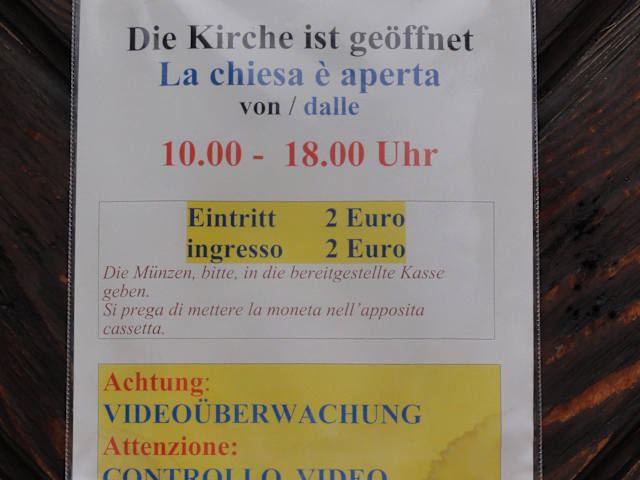 Die Kirche ist geöffnet
La chiesa è aperta
von / dalle
10.00 - 18.00 Uhr
Eintritt 2 Euro
ingresso 2 Euro
Die Münzen, bitte, in die bereitgestellte Kasse
geben.
Si prega di mettere la moneta nell'apposita
cassetta.
Achtung:
VIDEOÜBERWACHUNG
Attenzione:
CONTROLLO VIDEO